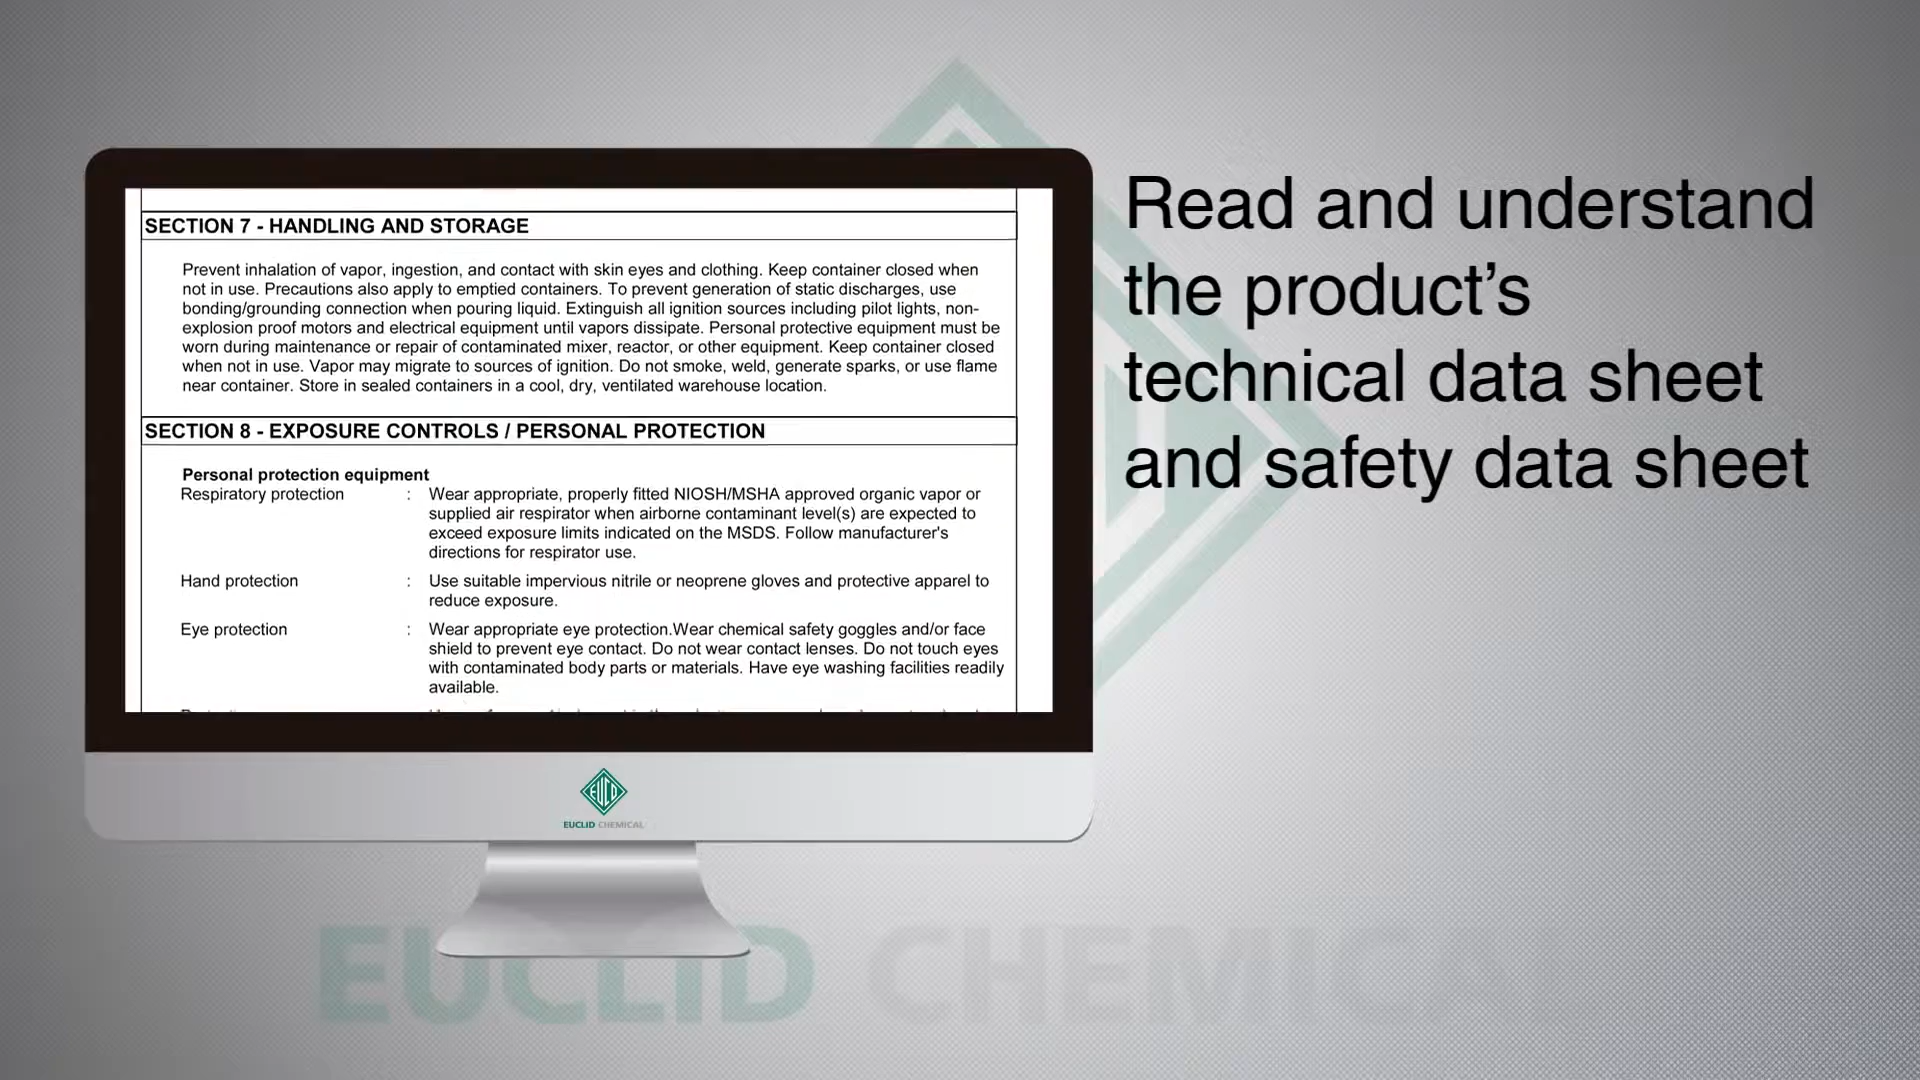 SECTION 7 - HANDLING AND STORAGE
Prevent inhalation of vapor, ingestion, and contact with skin eyes and clothing. Keep container closed when
not in use. Precautions also apply to emptied containers. To prevent generation of static discharges, use
bonding/grounding connection when pouring liquid. Extinguish all ignition sources including pilot lights, non-
explosion proof motors and electrical equipment until vapors dissipate. Personal protective equipment must be
worn during maintenance or repair of contaminated mixer, reactor, or other equipment. Keep container closed
when not in use. Vapor may migrate to sources of ignition. Do not smoke, weld, generate sparks, or use flame
near container. Store in sealed containers in a cool, dry, ventilated warehouse location.
SECTION 8 - EXPOSURE CONTROLS / PERSONAL PROTECTION
Personal protection equipment
Respiratory protection : Wear appropriate, properly fitted NIOSH/MSHA approved organic vapor or
supplied air respirator when airborne contaminant level(s) are expected to
exceed exposure limits indicated on the MSDS. Follow manufacturer's
directions for respirator use.
Hand protection : Use suitable impervious nitrile or neoprene gloves and protective apparel to
reduce exposure.
Eye protection : Wear appropriate eye protection.Wear chemical safety goggles and/or face
shield to prevent eye contact. Do not wear contact lenses. Do not touch eyes
with contaminated body parts or materials. Have eye washing facilities readily
available.
EUCO
EUCLID CHEMICAL
Read and understand
the product's
technical data sheet
and safety data sheet
EUCLID CHEMICAL